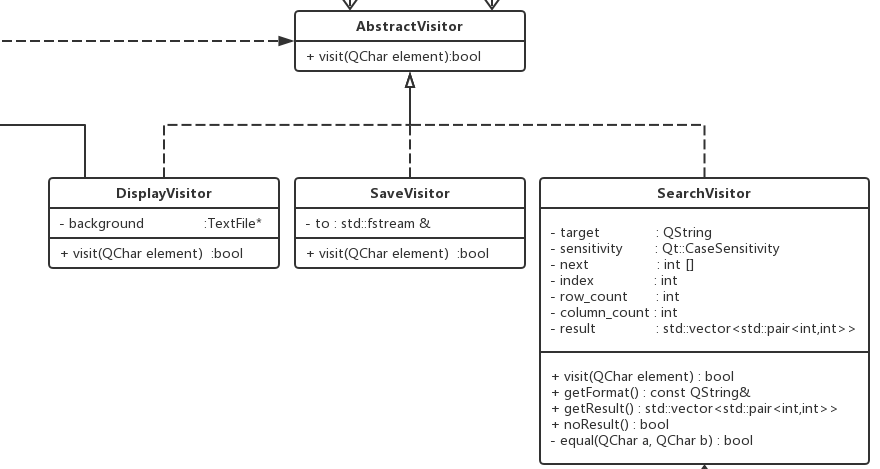 AbstractVisitor
+ visit(QChar element):bool
DisplayVisitor
- background :TextFile*
+ visit(QChar element) :bool
SaveVisitor
- to : std::fstream &
+ visit(QChar element) :bool
SearchVisitor
- target : QString
- sensitivity : Qt::CaseSensitivity
- next : int []
- index : int
- row_count : int
- column_count : int
- result : std::vector<std::pair<int,int>>
+ visit(QChar element) : bool
+ getFormat() : const QString&
+ getResult() : std::vector<std::pair<int,int>>
+ noResult() : bool
- equal(QChar a, QChar b) : bool